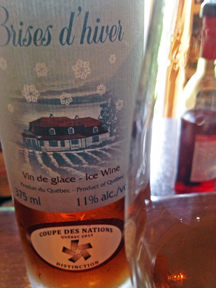 Brises d'hiver
Vin de glace - Ice Wine
Produit du Québec - Product of Québec
375 ml 11% alc./vol
COUPE DES NATIONS
DISTINCTION